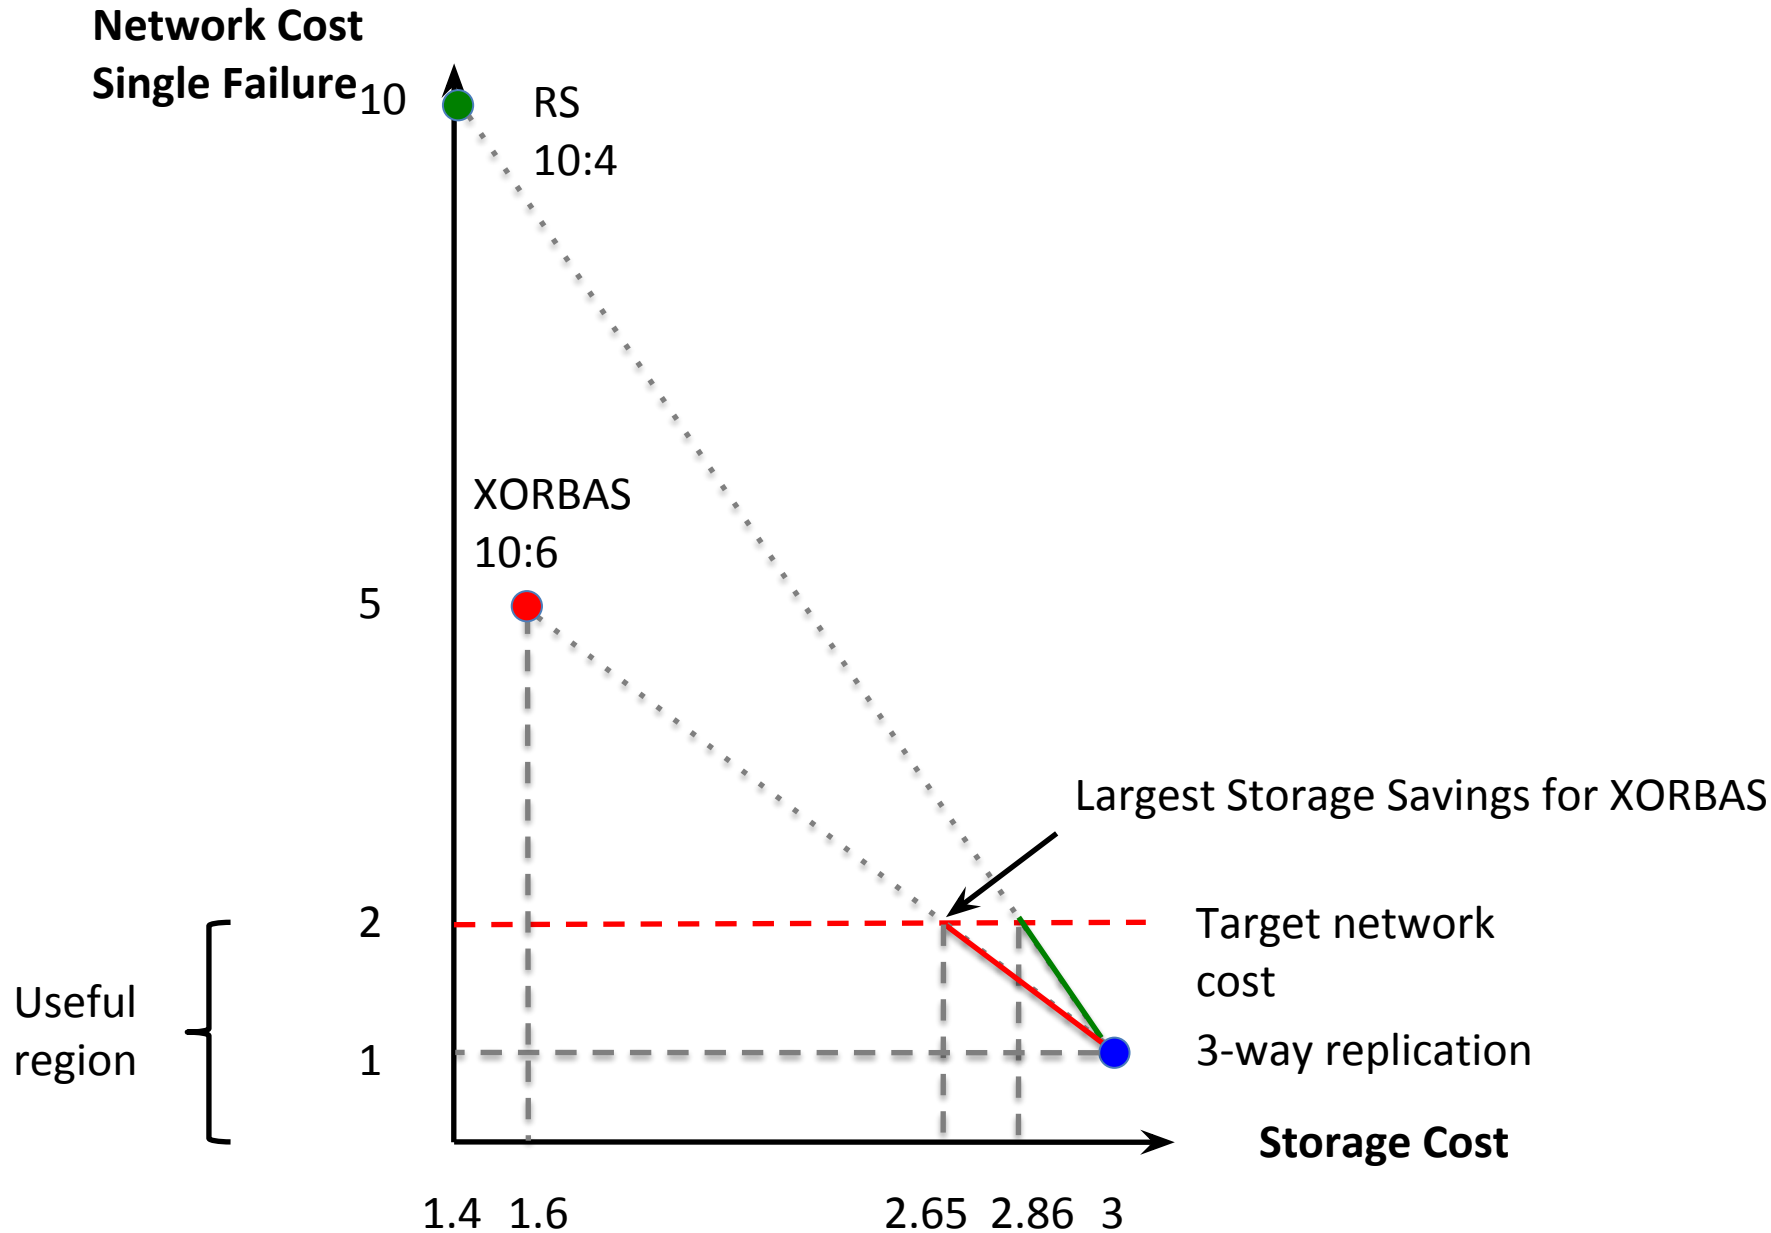 Network Cost
Single Failure
10
RS
10:4
XORBAS
10:6
5
Largest Storage Savings for XORBAS
2
Target network
cost
Useful
region
1
3-way replication
Storage Cost
1.4 1.6 2.65 2.86 3